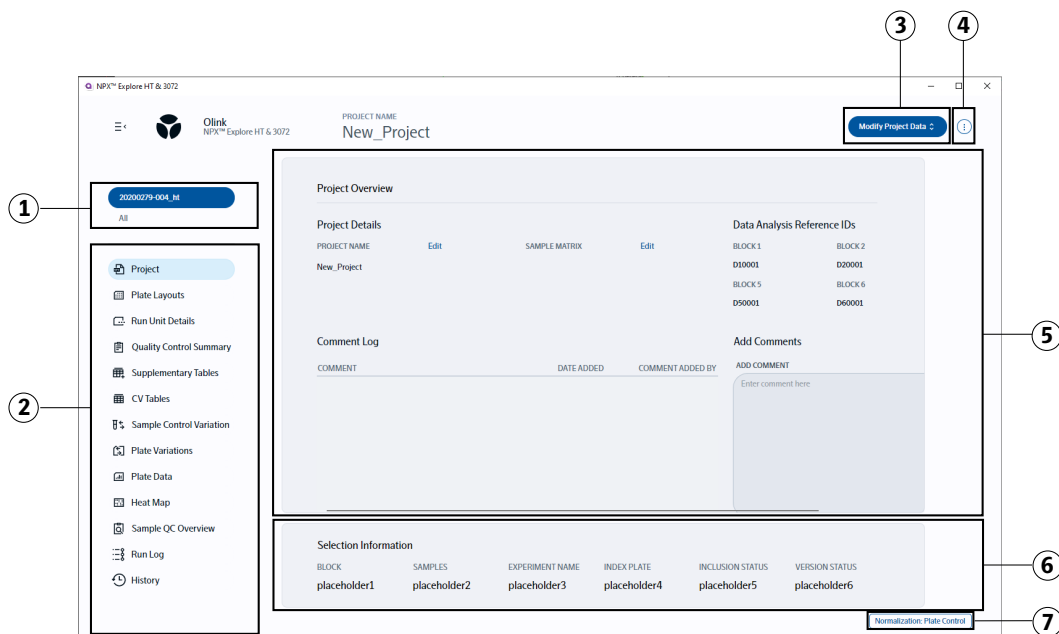 3
4
NPX™ Explore HT & 3072
Olink
NPX™ Explore HT & 3072
PROJECT NAME
New_Project
Modify Project Data
1
20200279-004_ht
All
2
Project
Plate Layouts
Run Unit Details
Quality Control Summary
Supplementary Tables
CV Tables
Sample Control Variation
Plate Variations
Plate Data
Heat Map
Sample QC Overview
Run Log
History
Project Overview
Project Details
PROJECT NAME Edit SAMPLE MATRIX Edit
New_Project
Data Analysis Reference IDs
BLOCK 1 BLOCK 2
D10001 D20001
BLOCK 5 BLOCK 6
D50001 D60001
5
Comment Log
COMMENT DATE ADDED COMMENT ADDED BY
Add Comments
ADD COMMENT
Enter comment here
Selection Information
BLOCK SAMPLES EXPERIMENT NAME INDEX PLATE INCLUSION STATUS VERSION STATUS
placeholder1 placeholder2 placeholder3 placeholder4 placeholder5 placeholder6
6
Normalization: Plate Control
7